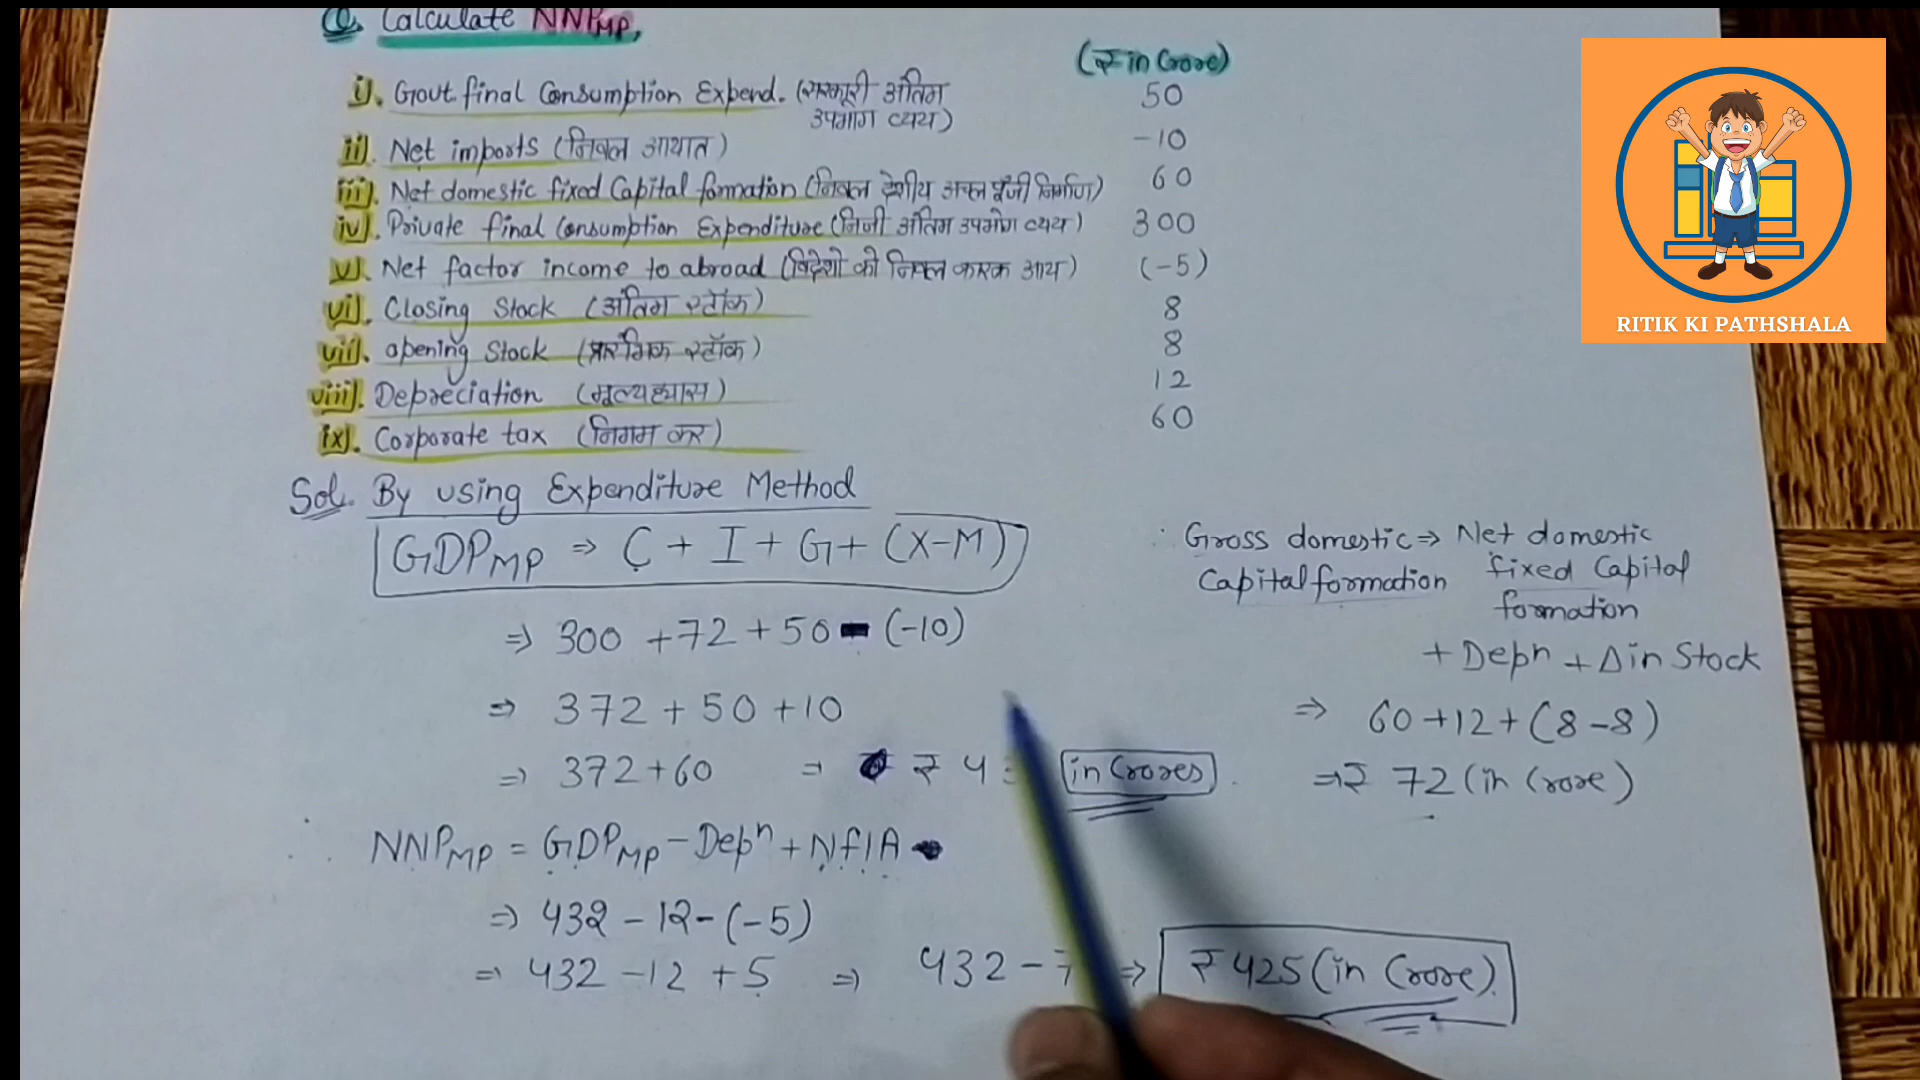 Q. Calculate NNPMP,
(₹ in Crore)
i). Govt. final Consumption Expend. (सरकारी अंतिम उपभोग व्यय) 50
ii). Net imports (निवल आयात) -10
iii). Net domestic fixed Capital formation (निवल देशीय अचल पूंजी निर्माण) 60
iv). Private final Consumption Expenditure (निजी अंतिम उपभोग व्यय) 300
v). Net factor income to abroad (विदेशो को निवल कारक आय) (-5)
vi). Closing Stock (अंतिम स्टॉक) 8
vii). opening Stock (प्रारंभिक स्टॉक) 8
viii). Depreciation (मूल्यह्यास) 12
ix). Corporate tax (निगम कर) 60
Sol. By using Expenditure Method
GDPMP ⇒ C + I + G + (X-M)
⇒ 300 + 72 + 50 - (-10)
⇒ 372 + 50 + 10
⇒ 372 + 60 ⇒ ₹ 4 in Crores
NNPMP = GDPMP - Depn + NFIA
⇒ 432 - 12 - (-5)
⇒ 432 - 12 + 5 ⇒ 432 - 7 ⇒ ₹ 425 (in Crore).
∴ Gross domestic ⇒ Net domestic
Capital formation fixed Capital
formation
+ Depn + Δ in Stock
⇒ 60 + 12 + (8 - 8)
⇒ ₹ 72 (in Crore)
RITIK KI PATHSHALA